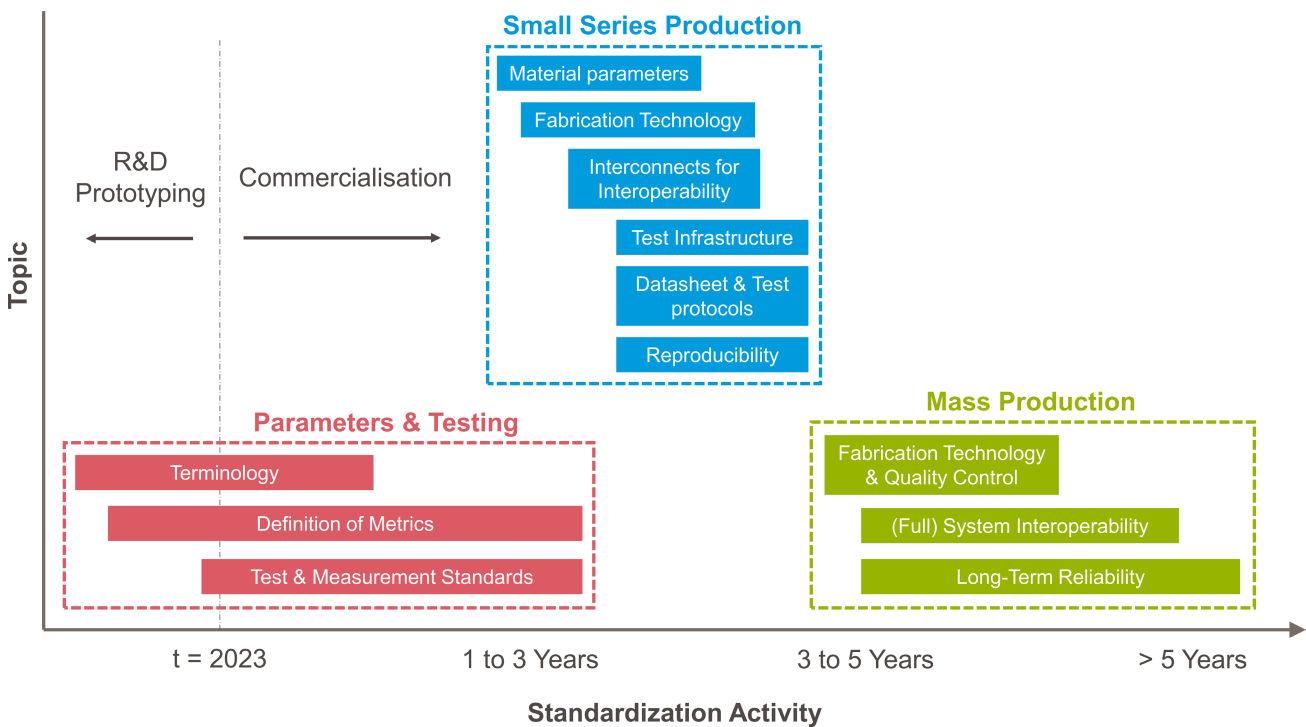 Small Series Production
Material parameters
Fabrication Technology
Interconnects for
Interoperability
Test Infrastructure
Datasheet & Test
protocols
Reproducibility
R&D
Prototyping
Commercialisation
Topic
Parameters & Testing
Terminology
Definition of Metrics
Test & Measurement Standards
Mass Production
Fabrication Technology
& Quality Control
(Full) System Interoperability
Long-Term Reliability
t = 2023
1 to 3 Years
3 to 5 Years
> 5 Years
Standardization Activity